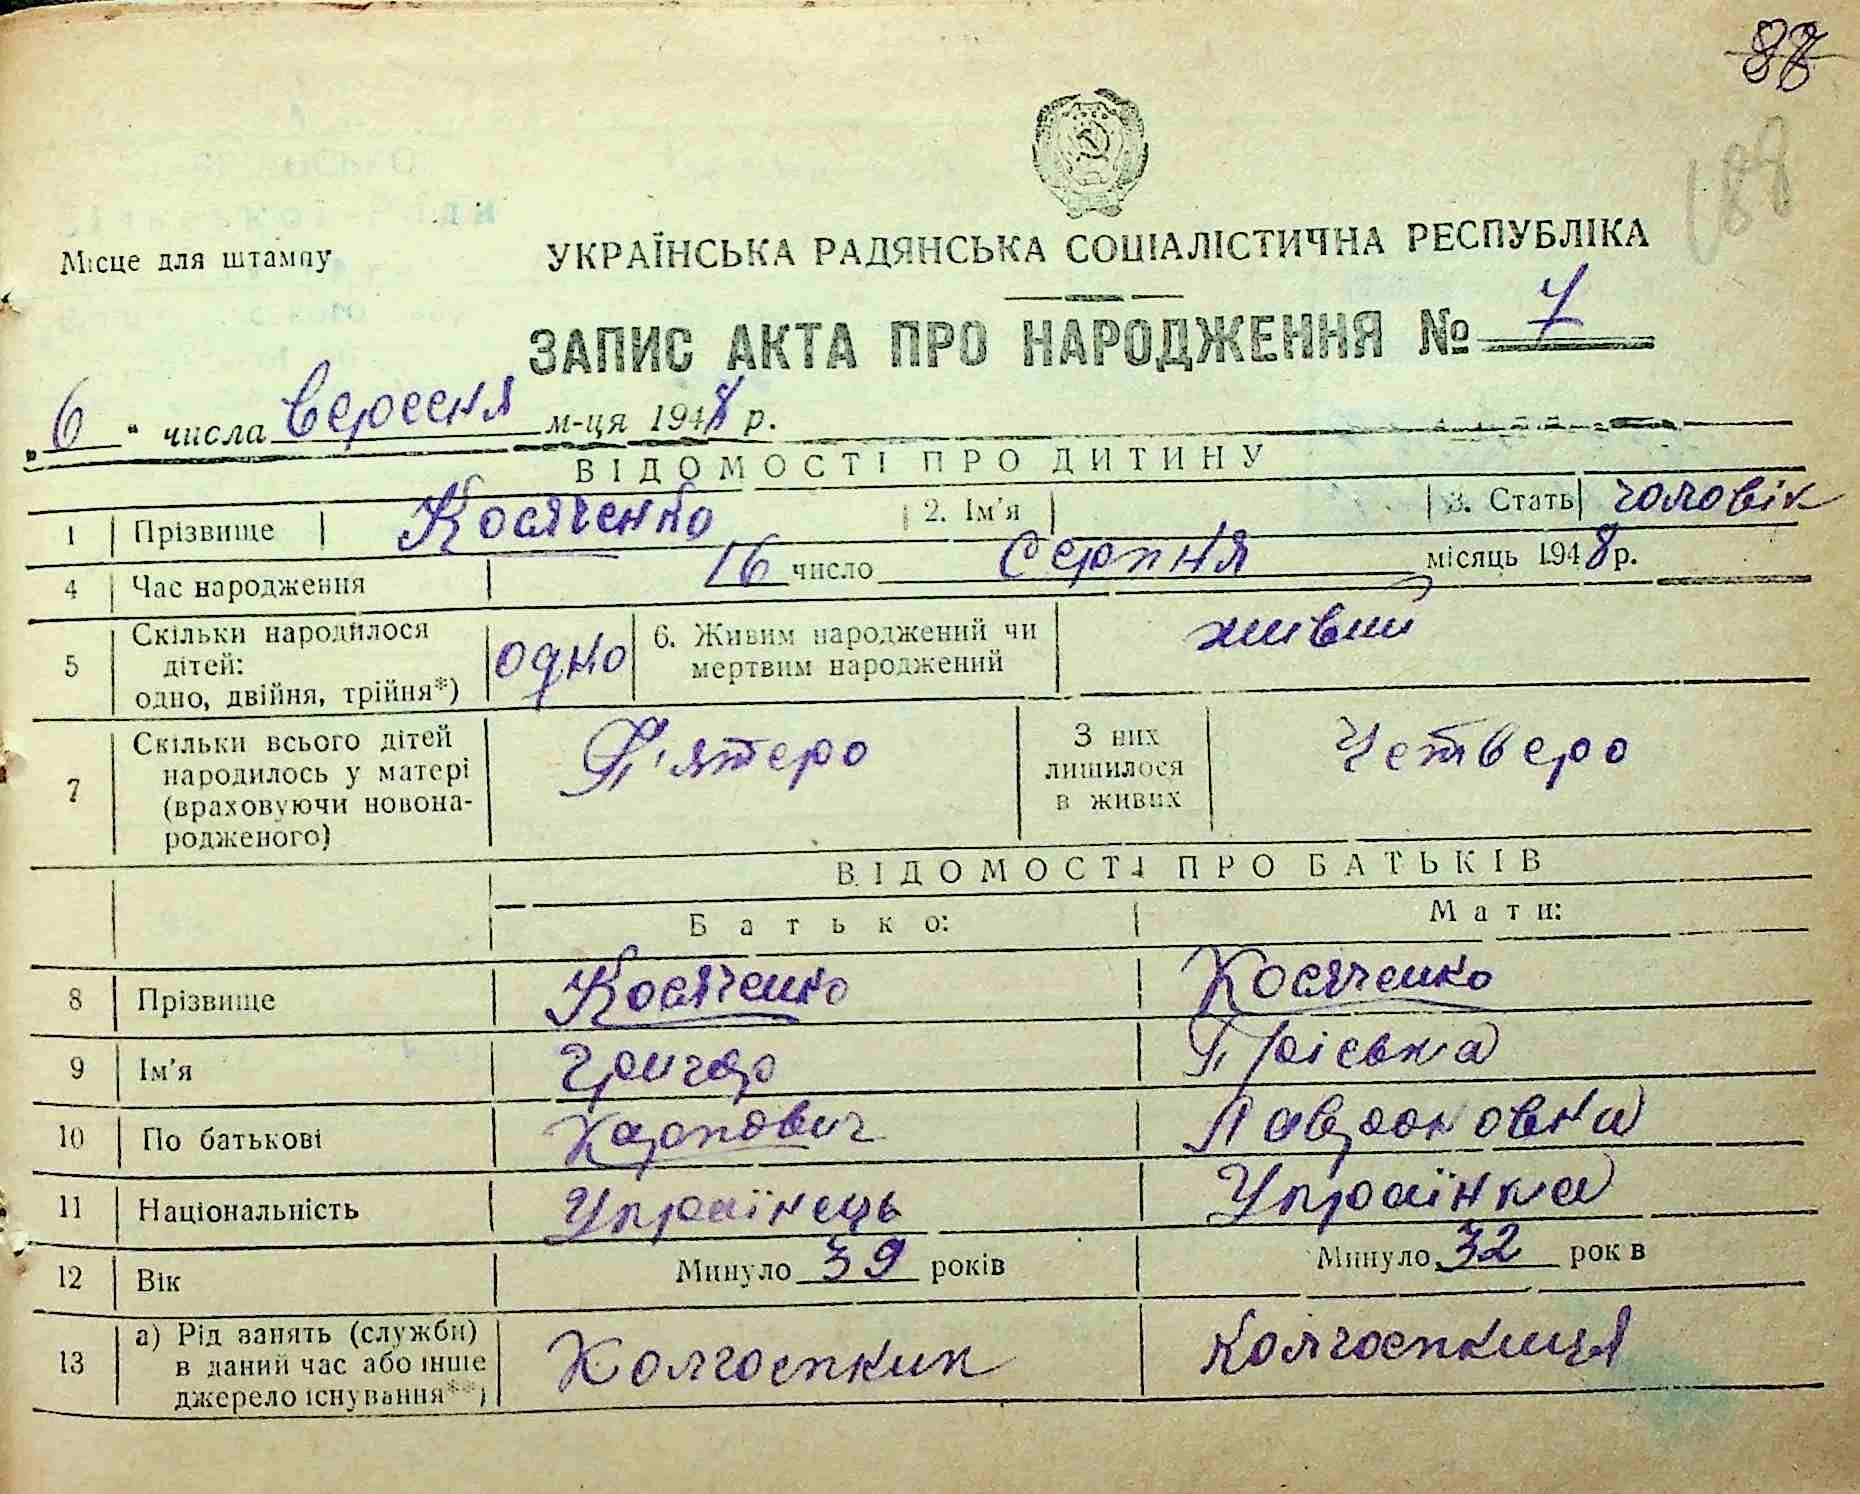 88
188
Місце для штампу
УКРАЇНСЬКА РАДЯНСЬКА СОЦІАЛІСТИЧНА РЕСПУБЛІКА
ЗАПИС АКТА ПРО НАРОДЖЕННЯ № 7
„6“ числа Вересня м-ця 1948 р.
ВІДОМОСТІ ПРО ДИТИНУ
1 Прізвище Косяченко 2. Ім'я 3. Стать чоловік
4 Час народження 16 число Серпня місяць 1948 р.
5 Скільки народилося дітей: одно, двійня, трійня*) одно 6. Живим народжений чи мертвим народжений живий
7 Скільки всього дітей народилось у матері (враховуючи новонародженого) П'ятеро З них лишилося в живих Четверо
ВІДОМОСТІ ПРО БАТЬКІВ
Батько: Мати:
8 Прізвище Косяченко Косяченко
9 Ім'я Григор Пріська
10 По батькові Карпович Лавроновна
11 Національність Українець Українка
12 Вік Минуло 39 років Минуло 32 рок в
13 а) Рід занять (служби) в даний час або інше джерело існування**) Колгоспник Колгоспниця